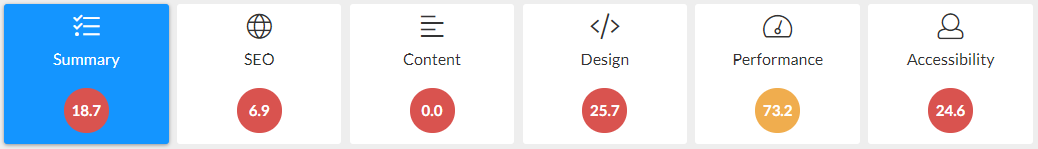 Summary SEO Content Design Performance Accessibility
18.7 6.9 0.0 25.7 73.2 24.6